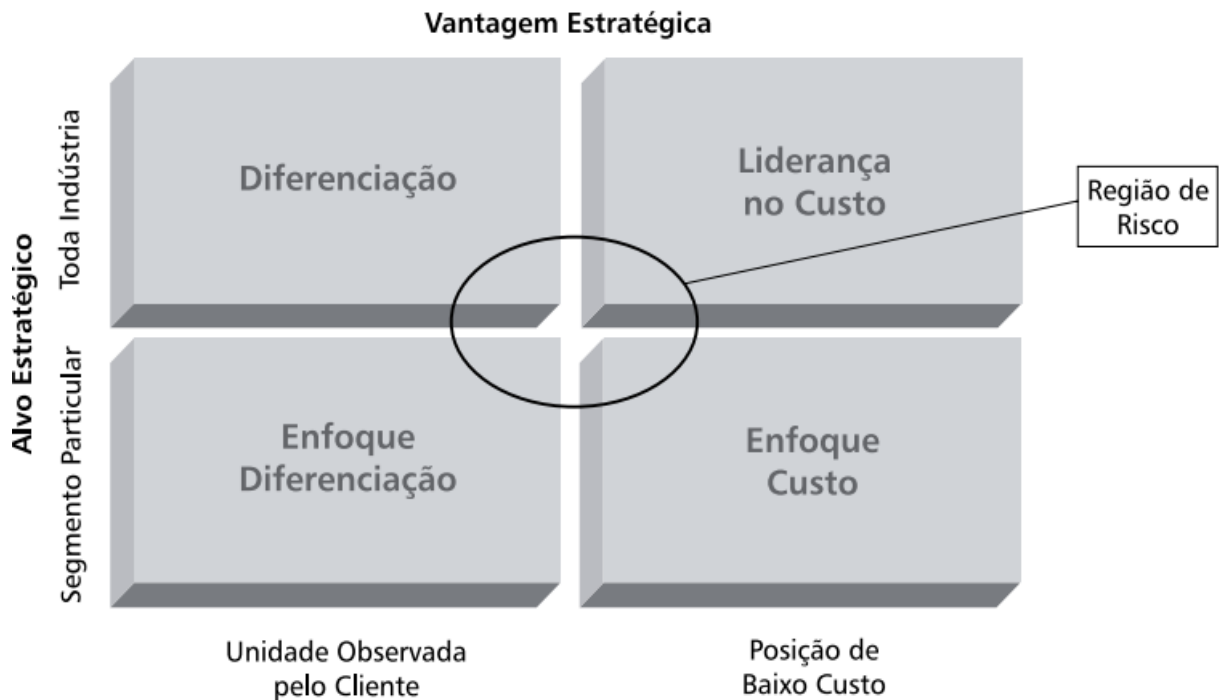 Vantagem Estratégica
Alvo Estratégico
Toda Indústria
Segmento Particular
Diferenciação
Liderança
no Custo
Região de
Risco
Enfoque
Diferenciação
Enfoque
Custo
Unidade Observada
pelo Cliente
Posição de
Baixo Custo